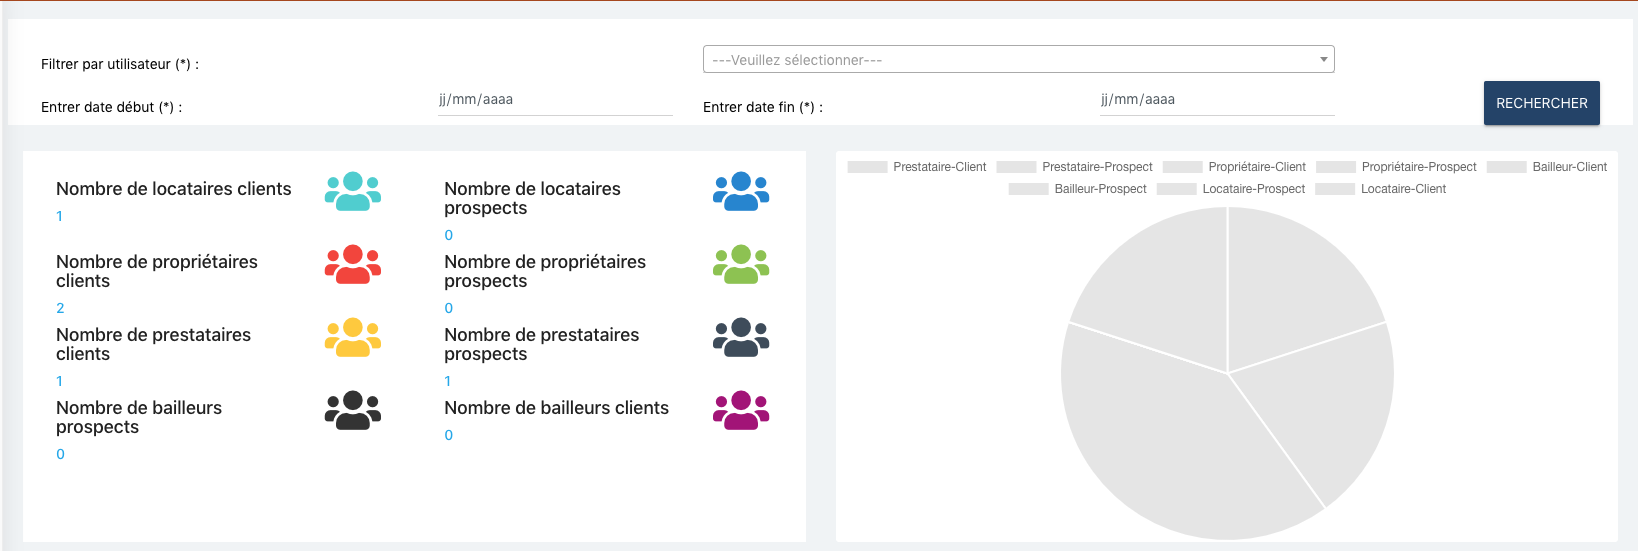 Filtrer par utilisateur (*) :
---Veuillez sélectionner---
Entrer date début (*) :
jj/mm/aaaa
Entrer date fin (*) :
jj/mm/aaaa
RECHERCHER
Nombre de locataires clients
1
Nombre de locataires
prospects
0
Nombre de propriétaires
clients
2
Nombre de propriétaires
prospects
0
Nombre de prestataires
clients
1
Nombre de prestataires
prospects
1
Nombre de bailleurs
prospects
0
Nombre de bailleurs clients
0
Prestataire-Client Prestataire-Prospect Propriétaire-Client Propriétaire-Prospect Bailleur-Client
Bailleur-Prospect Locataire-Prospect Locataire-Client